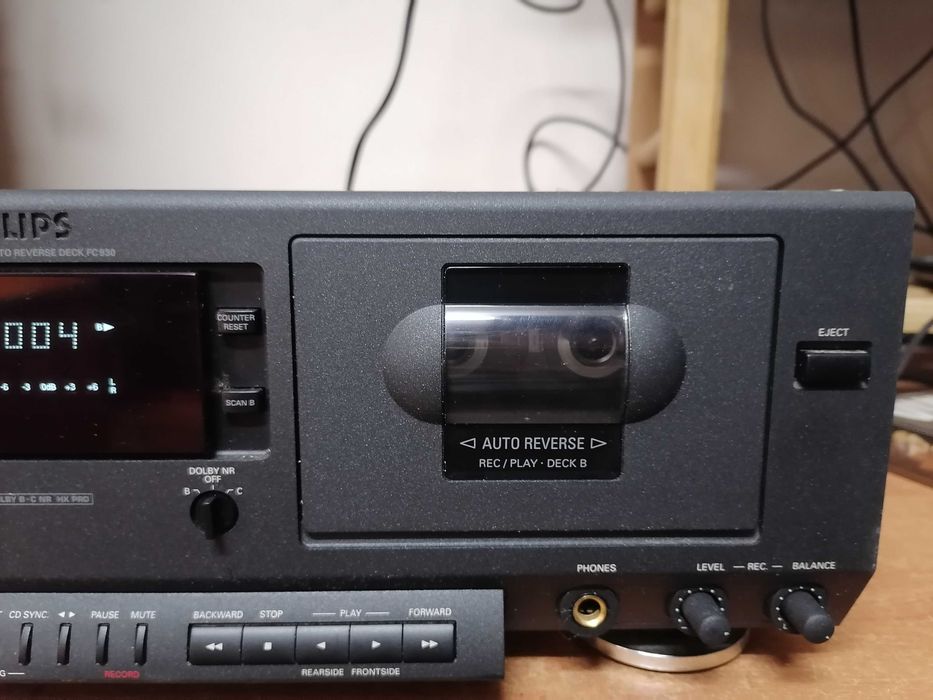 LIPS
TO REVERSE DECK FC930
COUNTER
RESET
004
B
-6 -3 0dB +3 +6 L
R
SCAN B
EJECT
AUTO REVERSE
REC / PLAY · DECK B
DOLBY NR
OFF
B C
LBY B-C NR HX PRO
PHONES
LEVEL — REC. — BALANCE
CD SYNC. PAUSE MUTE
BACKWARD STOP PLAY FORWARD
G
RECORD
REARSIDE FRONTSIDE